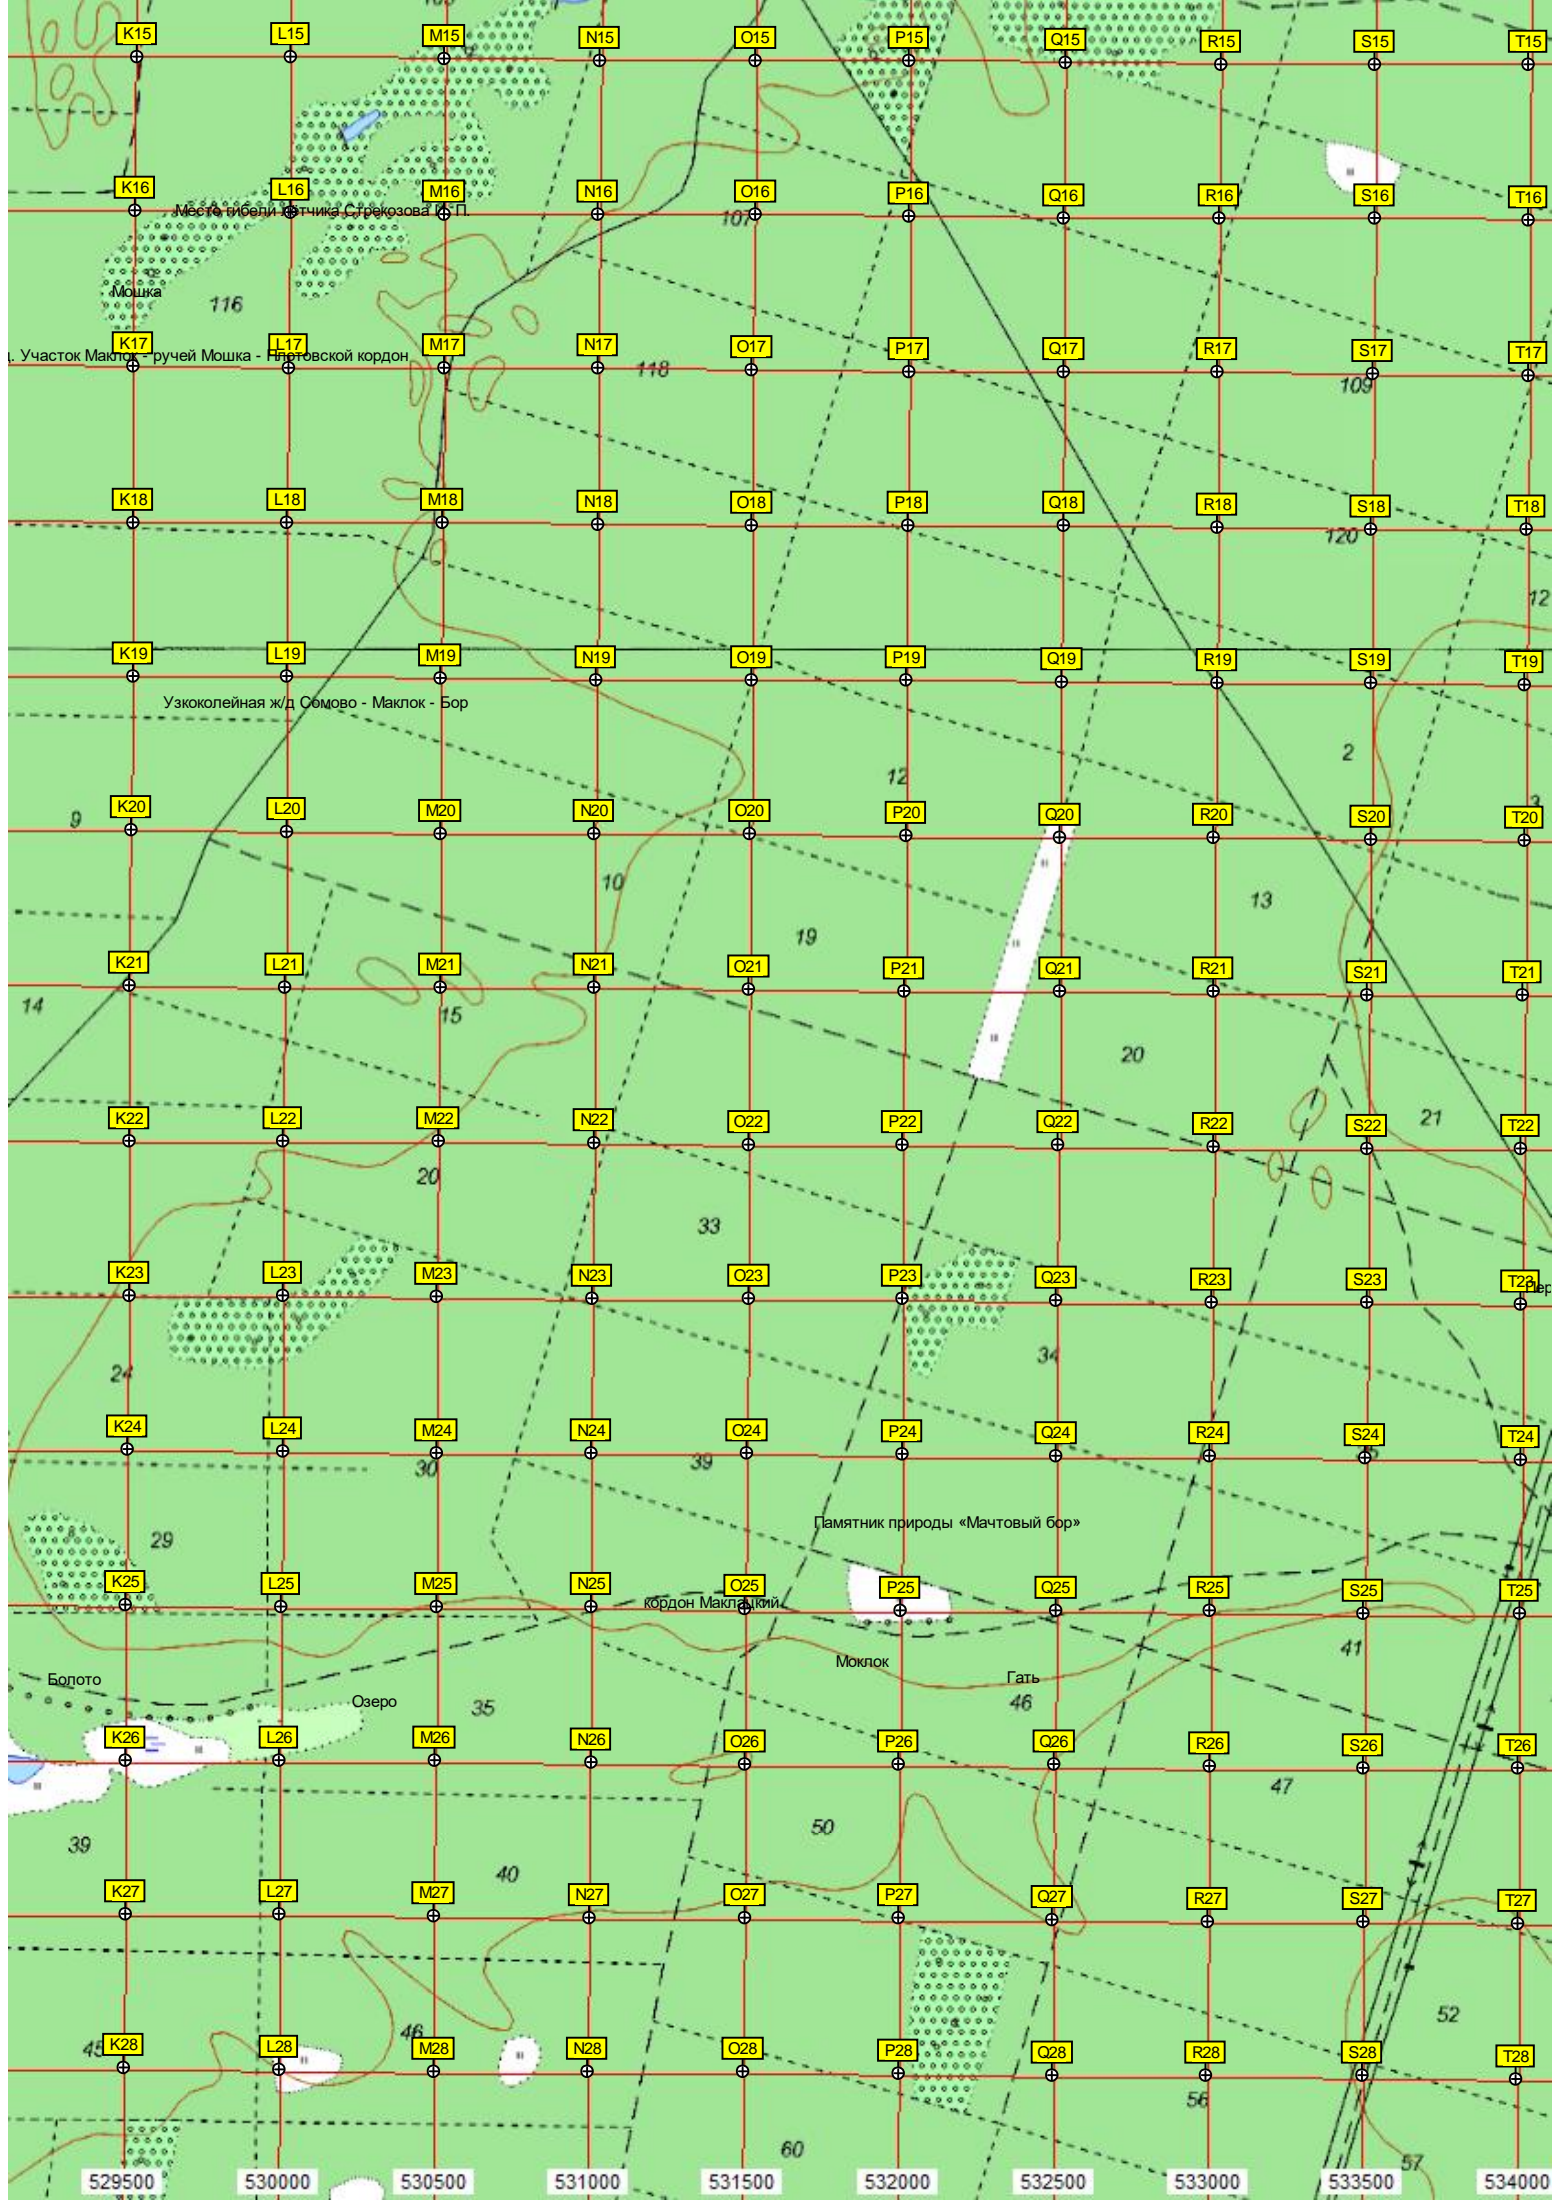 K15 L15 M15 N15 O15 P15 Q15 R15 S15 T15
K16 L16 M16 N16 O16 P16 Q16 R16 S16 T16
Место гибели лётчика Стрекозова П.
107
Мошка
116
K17 L17 M17 N17 O17 P17 Q17 R17 S17 T17
Участок Маклок - ручей Мошка - Плотовской кордон
118
109
K18 L18 M18 N18 O18 P18 Q18 R18 S18 T18
120
12
K19 L19 M19 N19 O19 P19 Q19 R19 S19 T19
Узкоколейная ж/д Сомово - Маклок - Бор
2
12
3
K20 L20 M20 N20 O20 P20 Q20 R20 S20 T20
9
10
13
19
K21 L21 M21 N21 O21 P21 Q21 R21 S21 T21
14
15
20
21
K22 L22 M22 N22 O22 P22 Q22 R22 S22 T22
20
33
K23 L23 M23 N23 O23 P23 Q23 R23 S23 T23
Пер
24
34
K24 L24 M24 N24 O24 P24 Q24 R24 S24 T24
30
39
Памятник природы «Мачтовый бор»
29
K25 L25 M25 N25 O25 P25 Q25 R25 S25 T25
кордон Маклацкий
41
Моклок
Болото
Гать
Озеро
35
46
K26 L26 M26 N26 O26 P26 Q26 R26 S26 T26
47
50
39
40
K27 L27 M27 N27 O27 P27 Q27 R27 S27 T27
52
45
46
K28 L28 M28 N28 O28 P28 Q28 R28 S28 T28
56
60
57
529500 530000 530500 531000 531500 532000 532500 533000 533500 534000